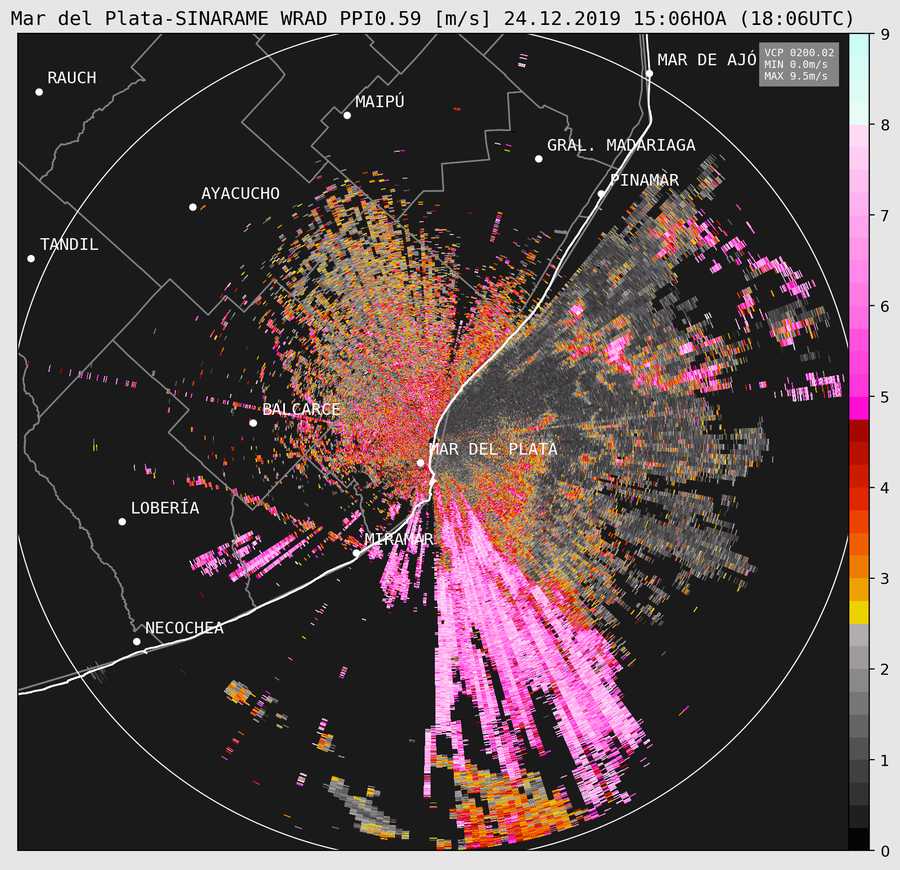 Mar del Plata-SINARAME WRAD PPI0.59 [m/s] 24.12.2019 15:06HOA (18:06UTC)
VCP 0200.02
MIN 0.0m/s
MAX 9.5m/s
MAR DE AJÓ
RAUCH
MAIPÚ
GRAL. MADARIAGA
PINAMAR
AYACUCHO
TANDIL
BALCARCE
MAR DEL PLATA
LOBERÍA
MIRAMAR
NECOCHEA
9
8
7
6
5
4
3
2
1
0